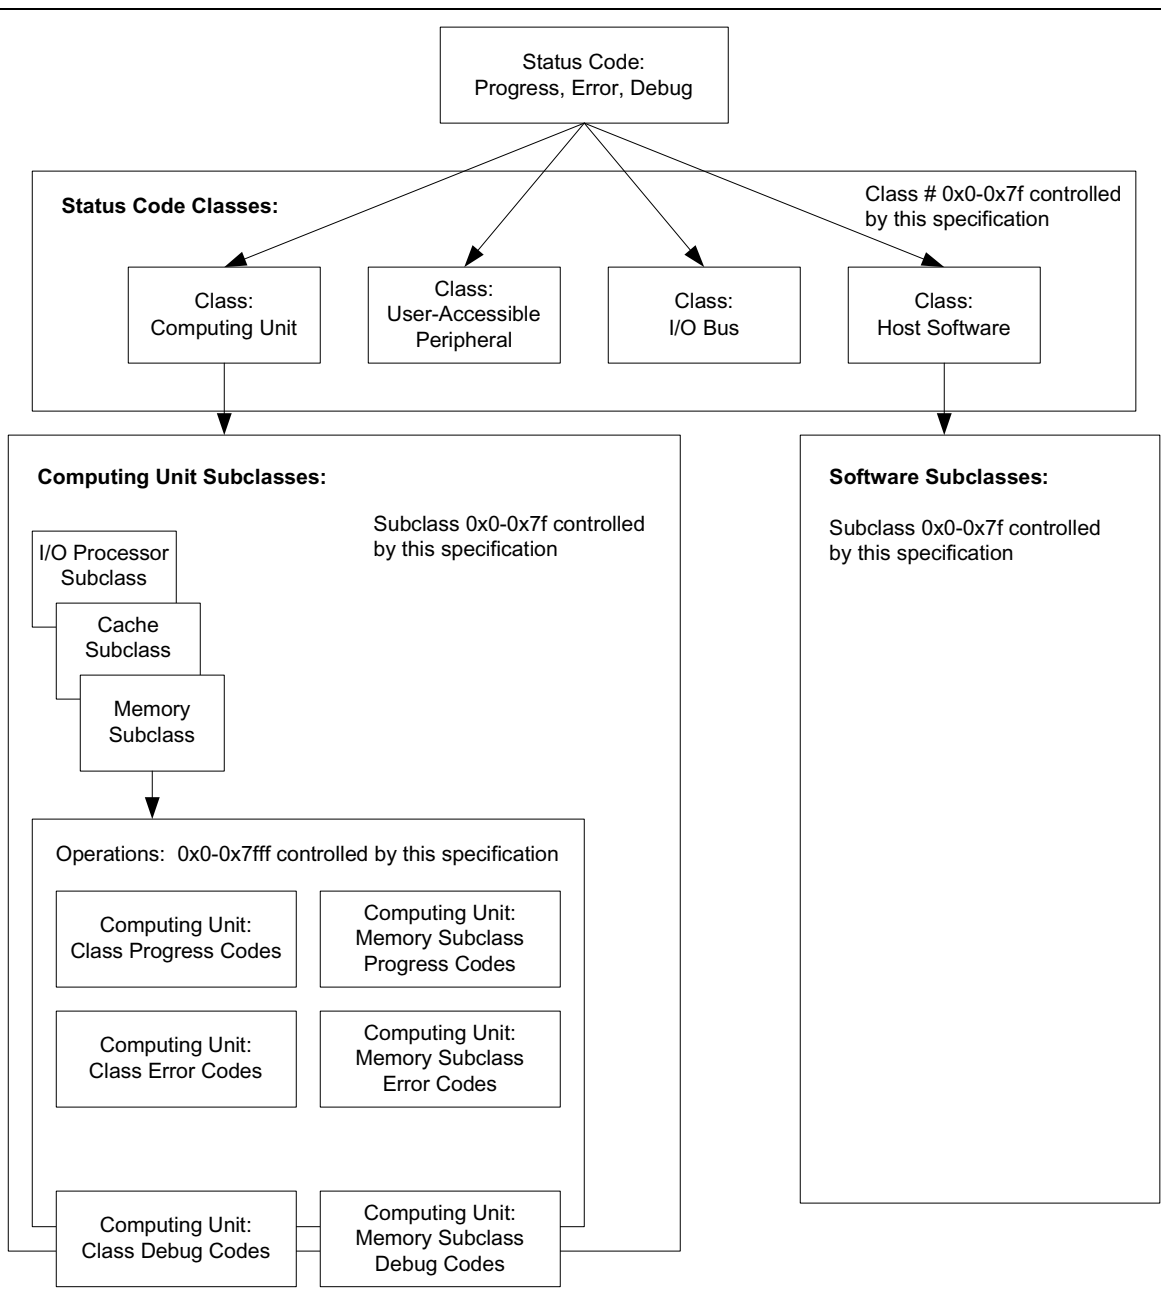 Status Code:
Progress, Error, Debug
Status Code Classes:
Class # 0x0-0x7f controlled
by this specification
Class:
Computing Unit
Class:
User-Accessible
Peripheral
Class:
I/O Bus
Class:
Host Software
Computing Unit Subclasses:
Subclass 0x0-0x7f controlled
by this specification
I/O Processor
Subclass
Cache
Subclass
Memory
Subclass
Operations:  0x0-0x7fff controlled by this specification
Computing Unit:
Class Progress Codes
Computing Unit:
Memory Subclass
Progress Codes
Computing Unit:
Class Error Codes
Computing Unit:
Memory Subclass
Error Codes
Computing Unit:
Class Debug Codes
Computing Unit:
Memory Subclass
Debug Codes
Software Subclasses:
Subclass 0x0-0x7f controlled
by this specification